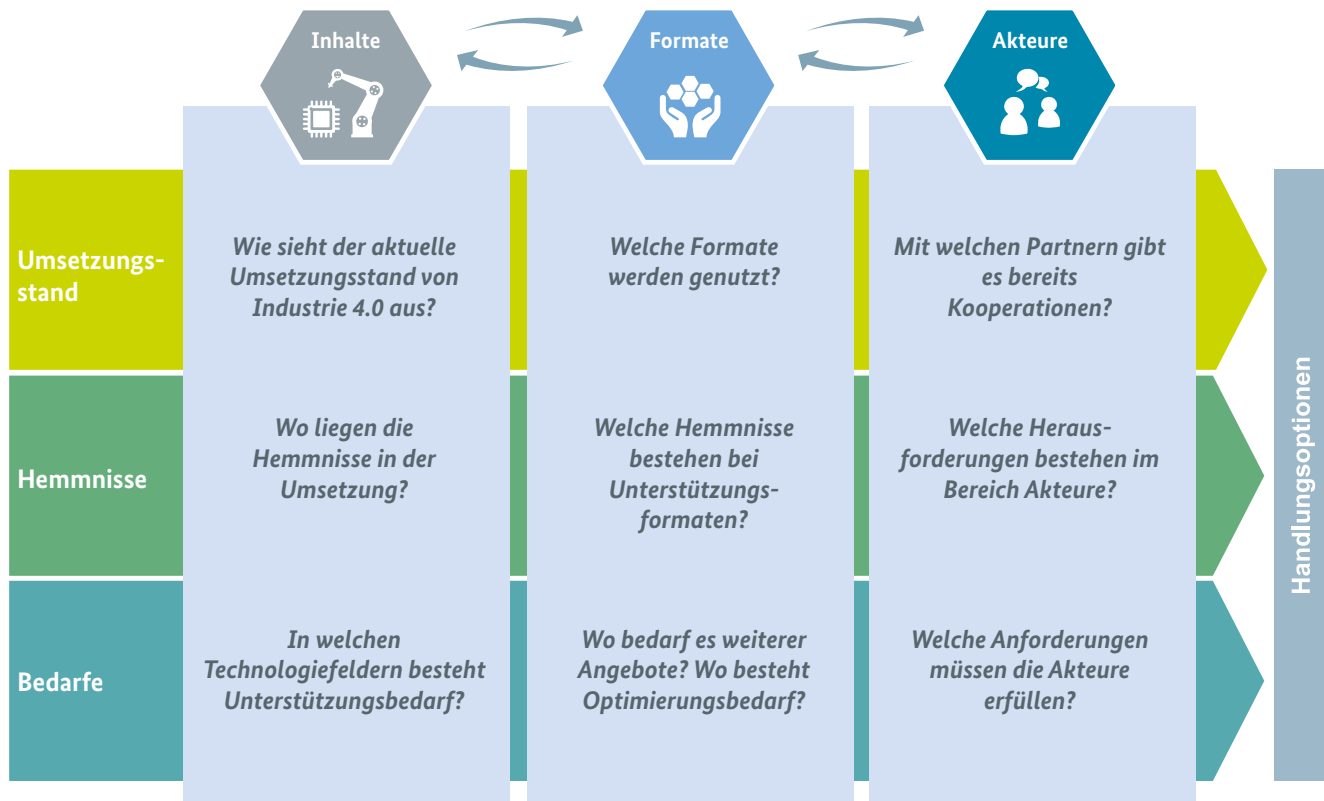 Inhalte
Formate
Akteure
Umsetzungs-
stand
Wie sieht der aktuelle
Umsetzungsstand von
Industrie 4.0 aus?
Welche Formate
werden genutzt?
Mit welchen Partnern gibt
es bereits
Kooperationen?
Hemmnisse
Wo liegen die
Hemmnisse in der
Umsetzung?
Welche Hemmnisse
bestehen bei
Unterstützungs-
formaten?
Welche Heraus-
forderungen bestehen im
Bereich Akteure?
Bedarfe
In welchen
Technologiefeldern besteht
Unterstützungsbedarf?
Wo bedarf es weiterer
Angebote? Wo besteht
Optimierungsbedarf?
Welche Anforderungen
müssen die Akteure
erfüllen?
Handlungsoptionen